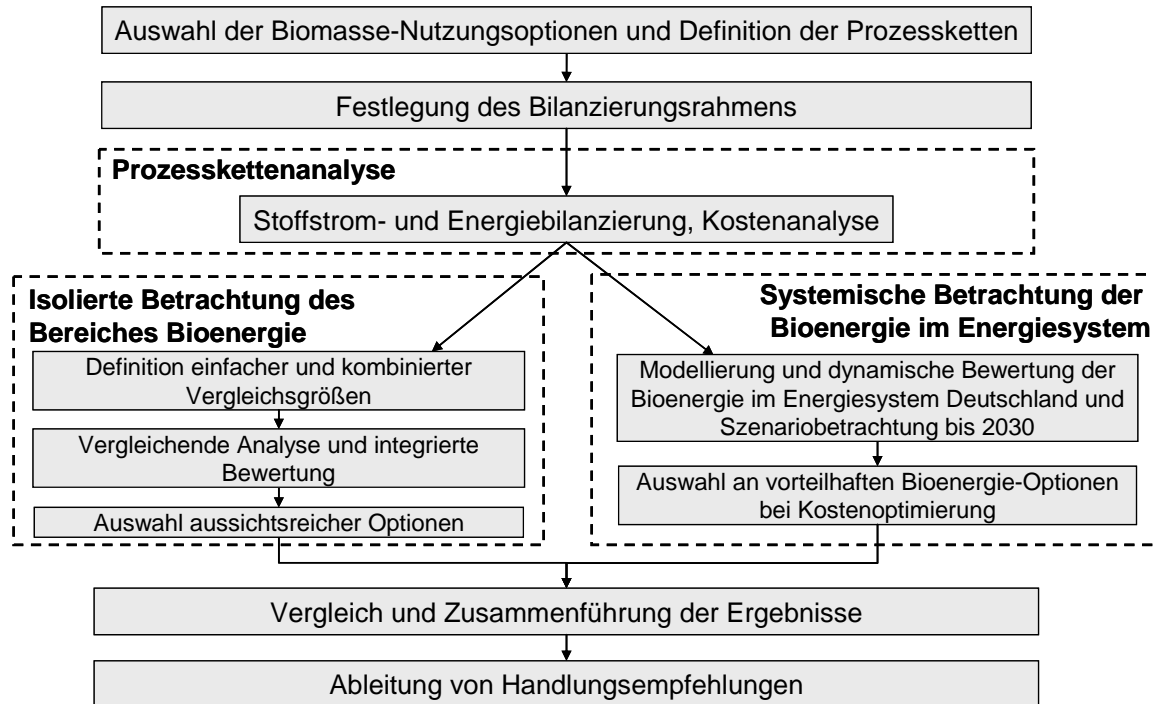 Auswahl der Biomasse-Nutzungsoptionen und Definition der Prozessketten
Festlegung des Bilanzierungsrahmens
Prozesskettenanalyse
Stoffstrom- und Energiebilanzierung, Kostenanalyse
Isolierte Betrachtung des
Bereiches Bioenergie
Definition einfacher und kombinierter
Vergleichsgrößen
Vergleichende Analyse und integrierte
Bewertung
Auswahl aussichtsreicher Optionen
Systemische Betrachtung der
Bioenergie im Energiesystem
Modellierung und dynamische Bewertung der
Bioenergie im Energiesystem Deutschland und
Szenariobetrachtung bis 2030
Auswahl an vorteilhaften Bioenergie-Optionen
bei Kostenoptimierung
Vergleich und Zusammenführung der Ergebnisse
Ableitung von Handlungsempfehlungen